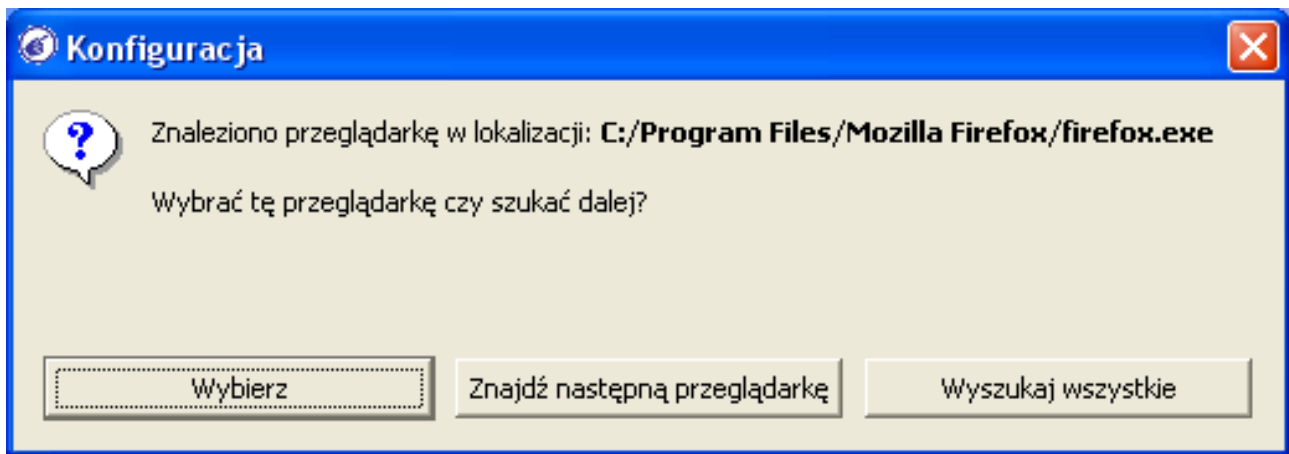 Konfiguracja
Znaleziono przeglądarkę w lokalizacji: C:/Program Files/Mozilla Firefox/firefox.exe
Wybrać tę przeglądarkę czy szukać dalej?
Wybierz
Znajdź następną przeglądarkę
Wyszukaj wszystkie